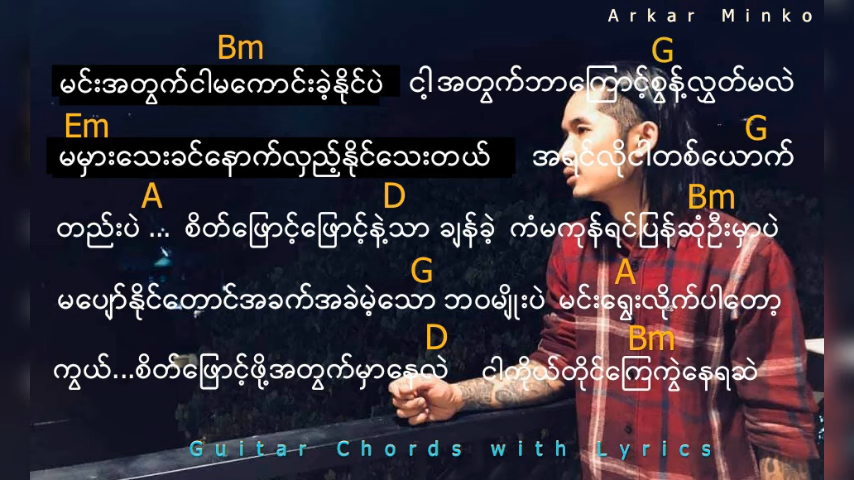 Arkar Minko
Bm G
မင်းအတွက်ငါမကောင်းခဲ့နိုင်ပဲ ငါ့အတွက်ဘာကြောင့်စွန့်လွှတ်မလဲ
Em G
မမှားသေးခင်နောက်လှည့်နိုင်သေးတယ် အရင်လိုငါတစ်ယောက်
A D Bm
တည်းပဲ ... စိတ်ဖြောင့်ဖြောင့်နဲ့သာ ချန်ခဲ့ ကံမကုန်ရင်ပြန်ဆုံဦးမှာပဲ
G A
မပျော်နိုင်တောင်အခက်အခဲမဲ့သော ဘဝမျိုးပဲ မင်းရွေးလိုက်ပါတော့
D Bm
ကွယ်...စိတ်ဖြောင့်ဖို့အတွက်မှာနေလဲ ငါကိုယ်တိုင်ကြေကွဲနေရဆဲ
Guitar Chords with Lyrics